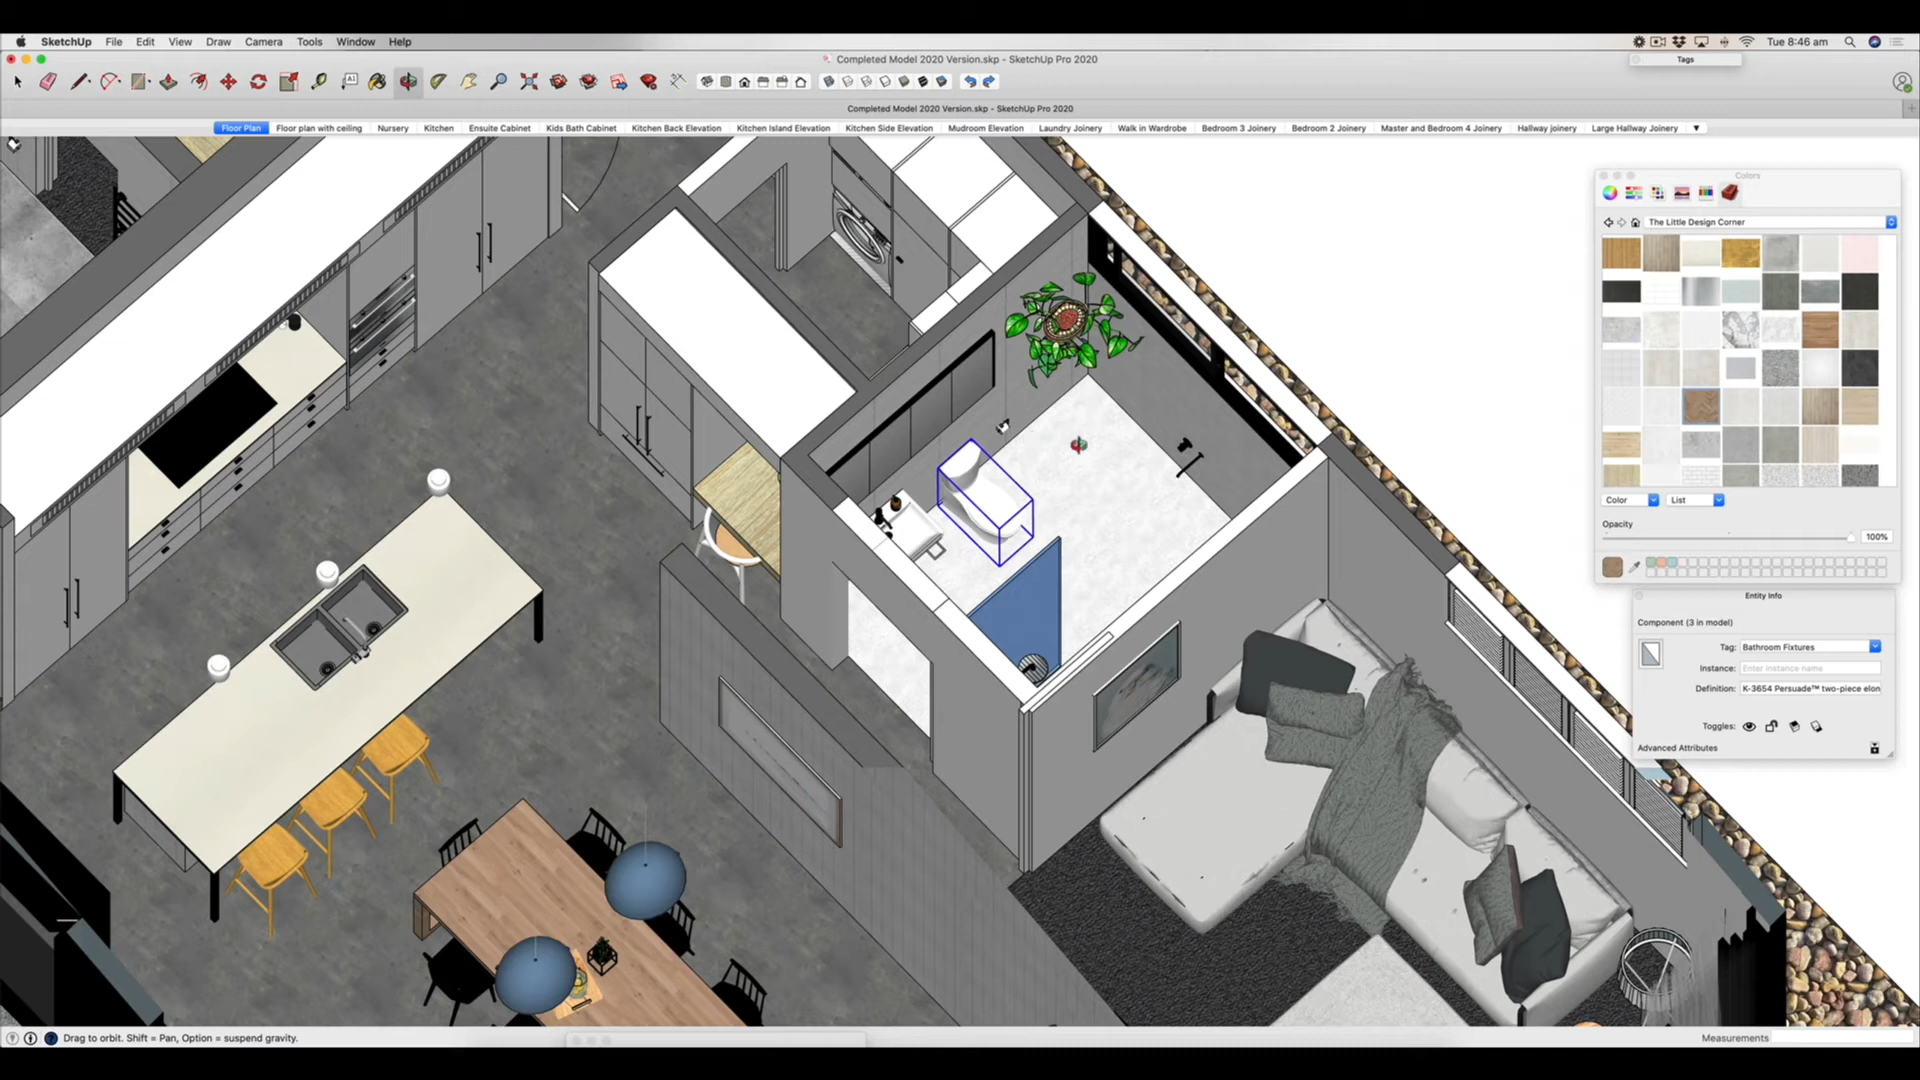 SketchUp File Edit View Draw Camera Tools Window Help
Tue 8:46 am
Completed Model 2020 Version.skp - SketchUp Pro 2020
Tags
Completed Model 2020 Version.skp - SketchUp Pro 2020
Floor Plan Floor plan with ceiling Nursery Kitchen Ensuite Cabinet Kids Bath Cabinet Kitchen Back Elevation Kitchen Island Elevation Kitchen Side Elevation Mudroom Elevation Laundry Joinery Walk in Wardrobe Bedroom 3 Joinery Bedroom 2 Joinery Master and Bedroom 4 Joinery Hallway joinery Large Hallway Joinery
Colors
The Little Design Corner
Color List
Opacity
100%
Entity Info
Component (3 in model)
Tag: Bathroom Fixtures
Instance: Enter instance name
Definition: K-3654 Persuade™ two-piece elon
Toggles:
Advanced Attributes
Drag to orbit. Shift = Pan, Option = suspend gravity.
Measurements